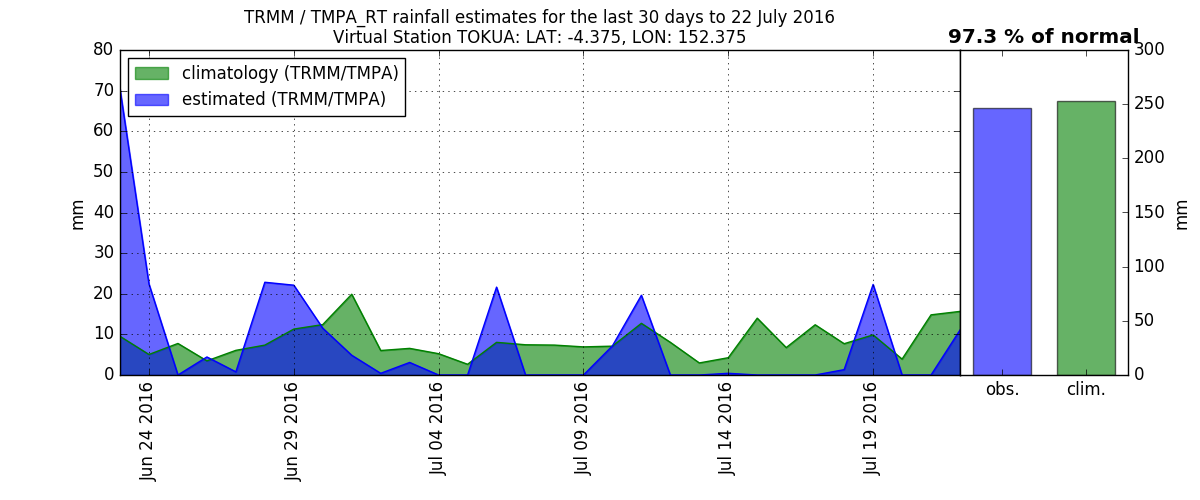 TRMM / TMPA_RT rainfall estimates for the last 30 days to 22 July 2016
Virtual Station TOKUA: LAT: -4.375, LON: 152.375
97.3 % of normal
climatology (TRMM/TMPA)
estimated (TRMM/TMPA)
80
70
60
50
40
30
20
10
0
mm
Jun 24 2016
Jun 29 2016
Jul 04 2016
Jul 09 2016
Jul 14 2016
Jul 19 2016
obs.
clim.
300
250
200
150
100
50
0
mm